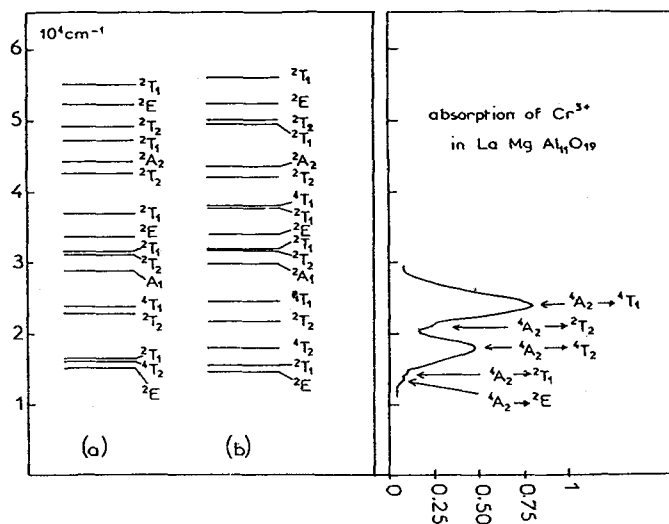 10⁴cm⁻¹
6
5
4
3
2
1
²T₁
²E
²T₂
²T₁
²A₂
²T₂
²T₁
²E
²T₁
²T₂
A₁
⁴T₁
²T₂
²T₁
⁴T₂
²E
(a)
²T₁
²E
²T₂
²T₁
²A₂
²T₂
⁴T₁
²T₁
²E
²T₁
²T₂
²A₁
²T₂
⁴T₂
²T₁
²E
(b)
absorption of Cr³⁺
in La Mg Al₁₁O₁₉
⁴A₂ → ⁴T₁
⁴A₂ → ²T₂
⁴A₂ → ⁴T₂
⁴A₂ → ²T₁
⁴A₂ → ²E
0
0.25
0.50
0.75
1